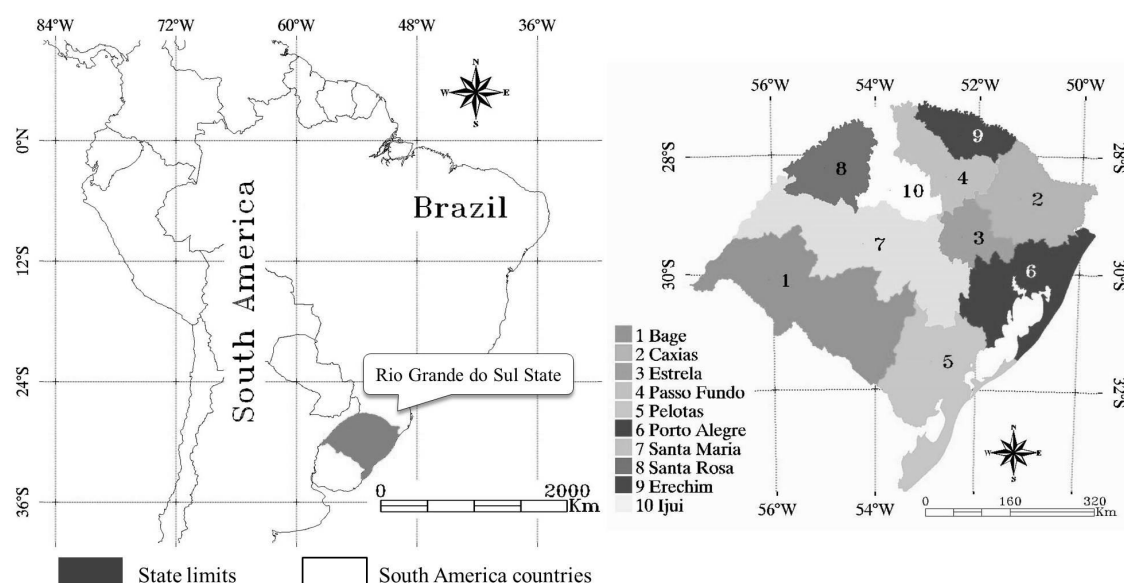 84°W 72°W 60°W 48°W 36°W
N
W E
S
0°N
Brazil
12°S
South America
24°S
Rio Grande do Sul State
36°S
0 2000
Km
State limits
South America countries
56°W 54°W 52°W 50°W
28°S
28°S
30°S
30°S
32°S
9
8
4
10
2
3
7
6
1
5
1 Bage
2 Caxias
3 Estrela
4 Passo Fundo
5 Pelotas
6 Porto Alegre
7 Santa Maria
8 Santa Rosa
9 Erechim
10 Ijui
N
W E
S
0 160 320
Km
56°W 54°W 52°W 50°W